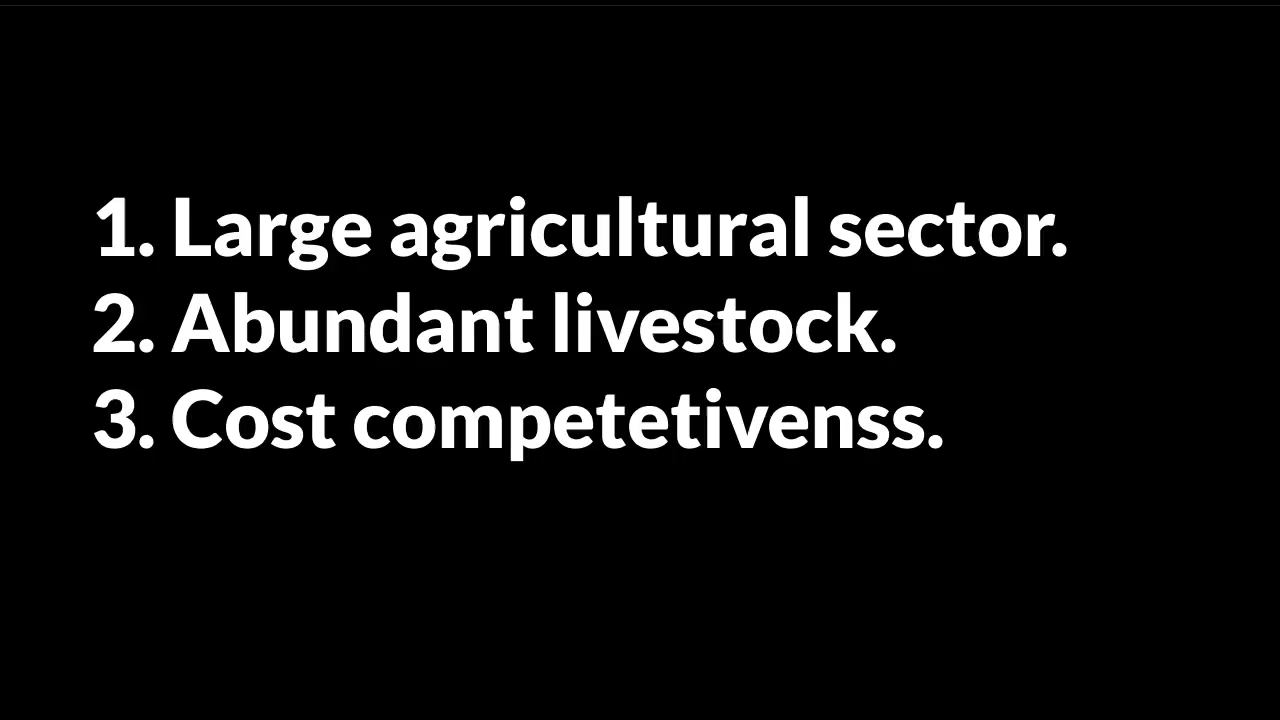 1. Large agricultural sector.
2. Abundant livestock.
3. Cost competetivenss.